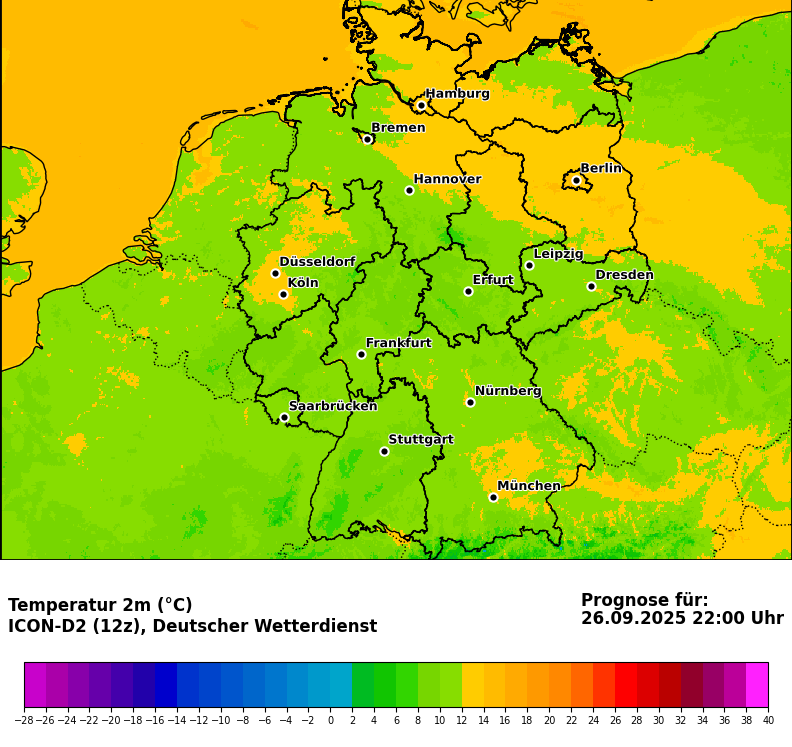 Hamburg
Bremen
Berlin
Hannover
Leipzig
Düsseldorf
Dresden
Köln
Erfurt
Frankfurt
Nürnberg
Saarbrücken
Stuttgart
München
Temperatur 2m (°C)
ICON-D2 (12z), Deutscher Wetterdienst
Prognose für:
26.09.2025 22:00 Uhr
−28 −26 −24 −22 −20 −18 −16 −14 −12 −10 −8 −6 −4 −2 0 2 4 6 8 10 12 14 16 18 20 22 24 26 28 30 32 34 36 38 40